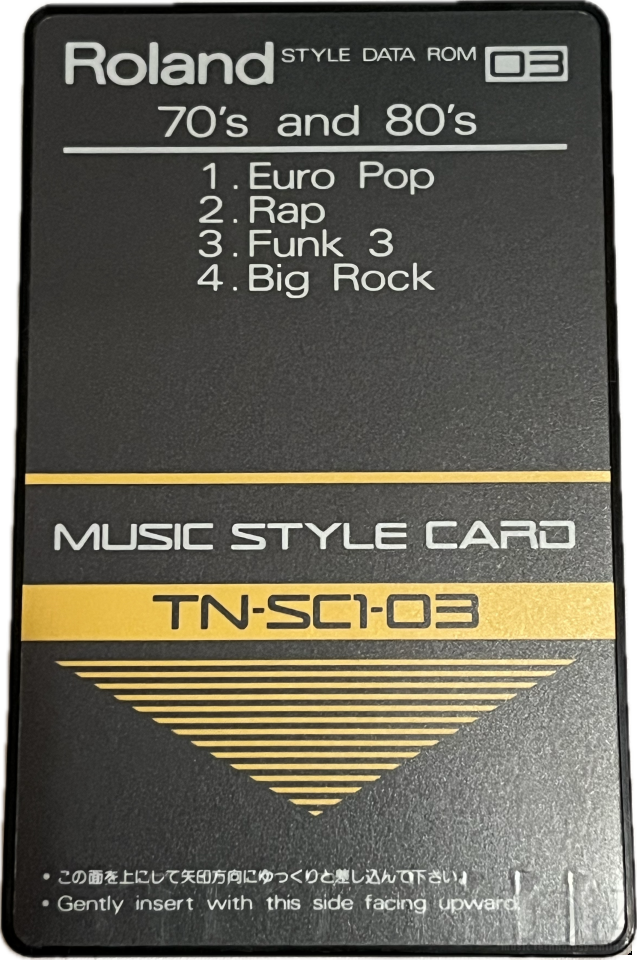 Roland STYLE DATA ROM 03
70's and 80's
1. Euro Pop
2. Rap
3. Funk 3
4. Big Rock
MUSIC STYLE CARD
TN-SC1-03
• この面を上にして矢印方向にゆっくりと差し込んで下さい。
• Gently insert with this side facing upward.